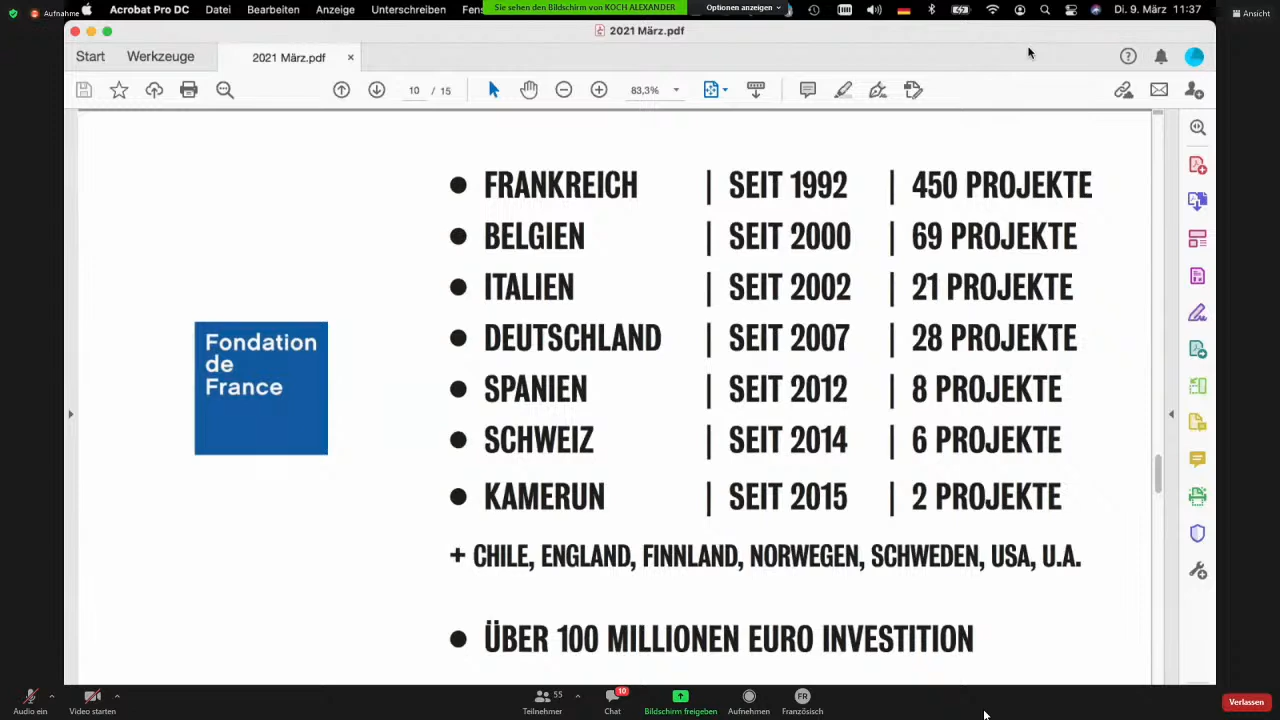 Aufnahme
Acrobat Pro DC Datei Bearbeiten Anzeige Unterschreiben Fens
Sie sehen den Bildschirm von KOCH ALEXANDER
Optionen anzeigen
Di. 9. März 11:37
Ansicht
2021 März.pdf
Start Werkzeuge 2021 März.pdf ×
10 / 15 83,3%
FRANKREICH | SEIT 1992 | 450 PROJEKTE
BELGIEN | SEIT 2000 | 69 PROJEKTE
ITALIEN | SEIT 2002 | 21 PROJEKTE
DEUTSCHLAND | SEIT 2007 | 28 PROJEKTE
SPANIEN | SEIT 2012 | 8 PROJEKTE
SCHWEIZ | SEIT 2014 | 6 PROJEKTE
KAMERUN | SEIT 2015 | 2 PROJEKTE
+ CHILE, ENGLAND, FINNLAND, NORWEGEN, SCHWEDEN, USA, U.A.
ÜBER 100 MILLIONEN EURO INVESTITION
Fondation
de
France
Audio ein
Video starten
55
Teilnehmer
10
Chat
Bildschirm freigeben
Aufnehmen
FR
Französisch
Verlassen